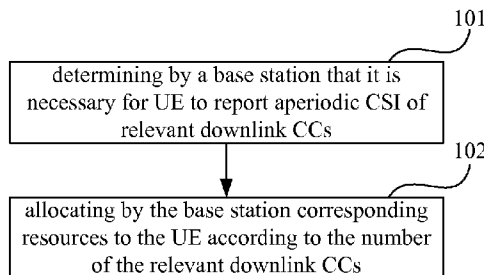 101
determining by a base station that it is
necessary for UE to report aperiodic CSI of
relevant downlink CCs
102
allocating by the base station corresponding
resources to the UE according to the number
of the relevant downlink CCs